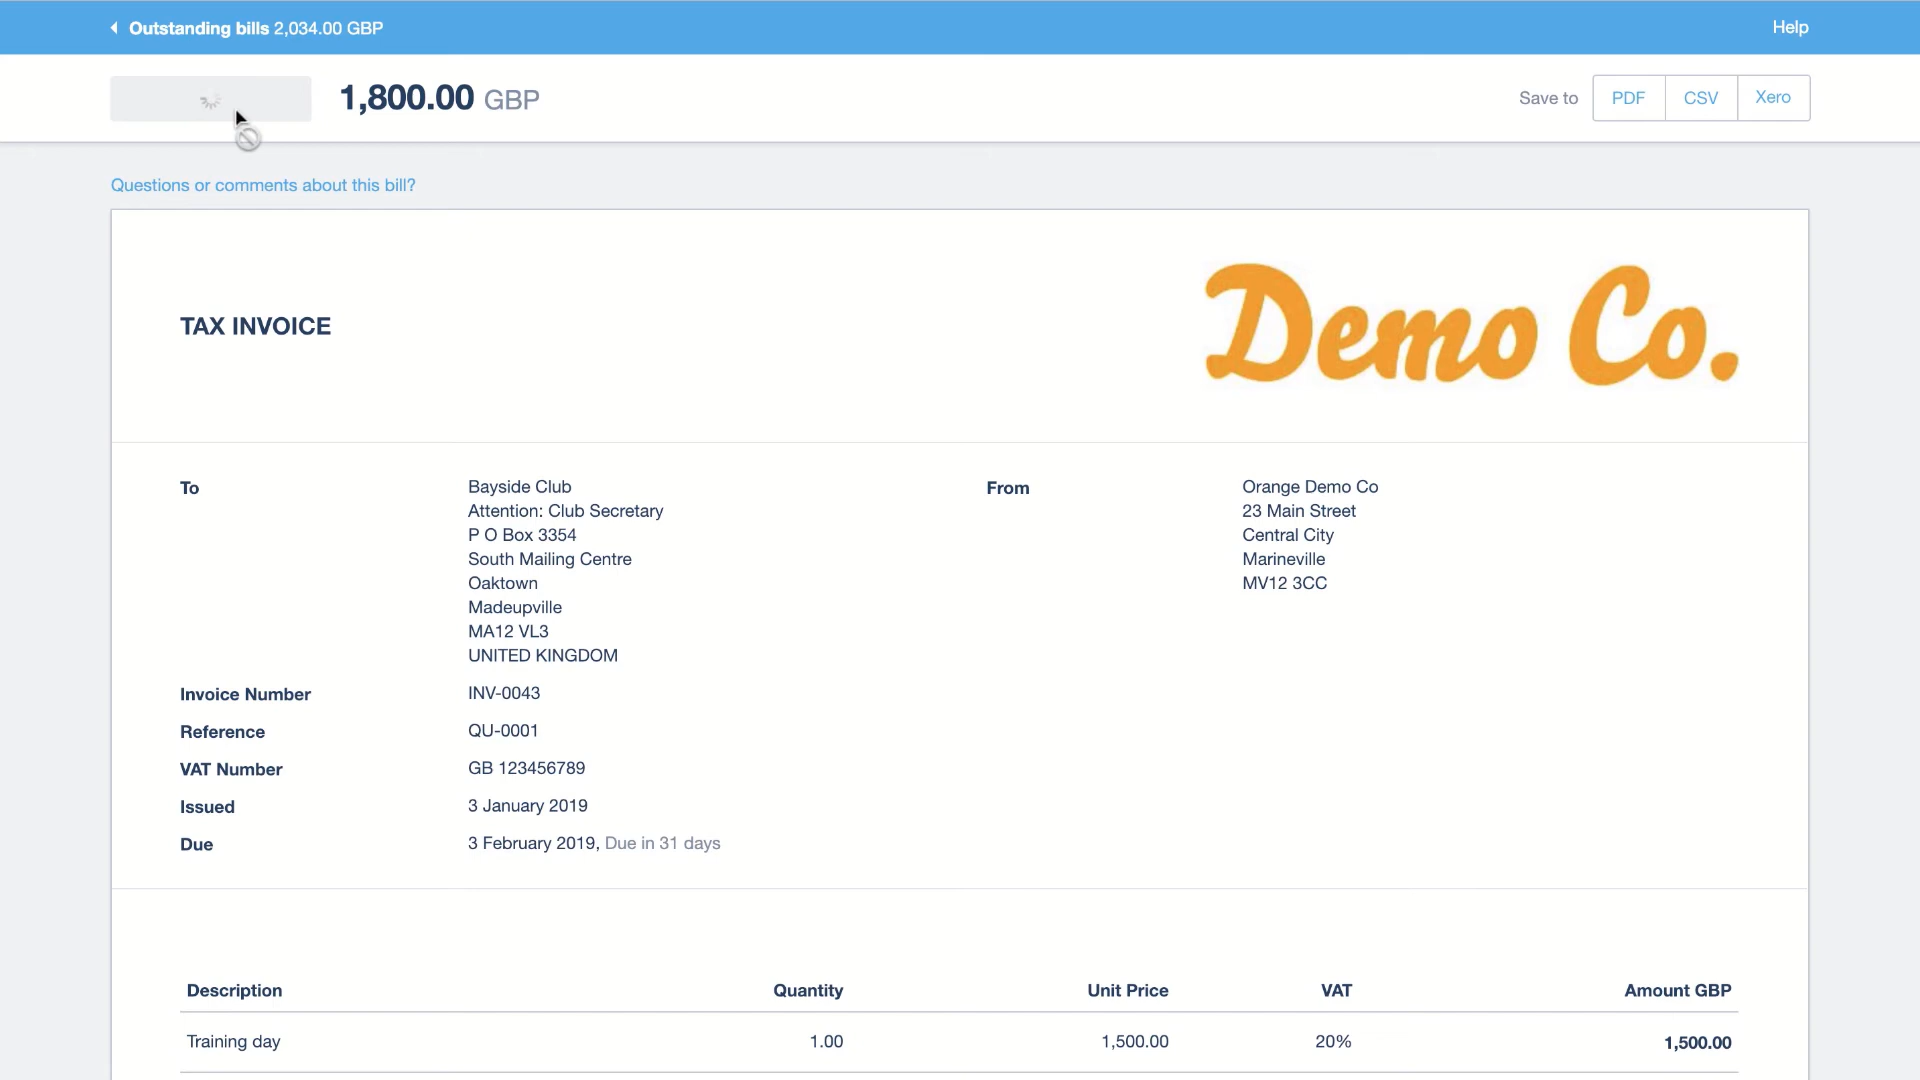 Outstanding bills 2,034.00 GBP
Help
1,800.00 GBP
Save to
PDF
CSV
Xero
Questions or comments about this bill?
TAX INVOICE
Demo Co.
To
Bayside Club
Attention: Club Secretary
P O Box 3354
South Mailing Centre
Oaktown
Madeupville
MA12 VL3
UNITED KINGDOM
From
Orange Demo Co
23 Main Street
Central City
Marineville
MV12 3CC
Invoice Number INV-0043
Reference QU-0001
VAT Number GB 123456789
Issued 3 January 2019
Due 3 February 2019, Due in 31 days
Description Quantity Unit Price VAT Amount GBP
Training day 1.00 1,500.00 20% 1,500.00